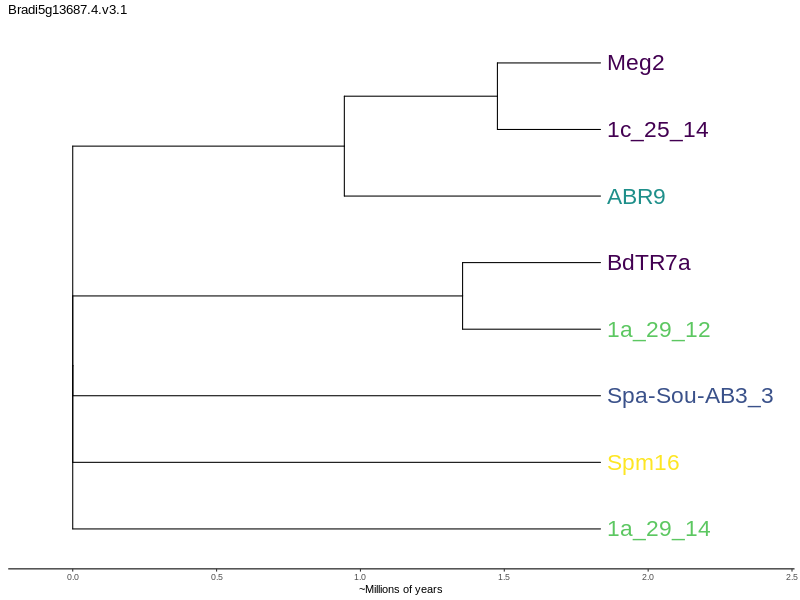 Bradi5g13687.4.v3.1
Meg2
1c_25_14
ABR9
BdTR7a
1a_29_12
Spa-Sou-AB3_3
Spm16
1a_29_14
0.0 0.5 1.0 1.5 2.0 2.5
~Millions of years